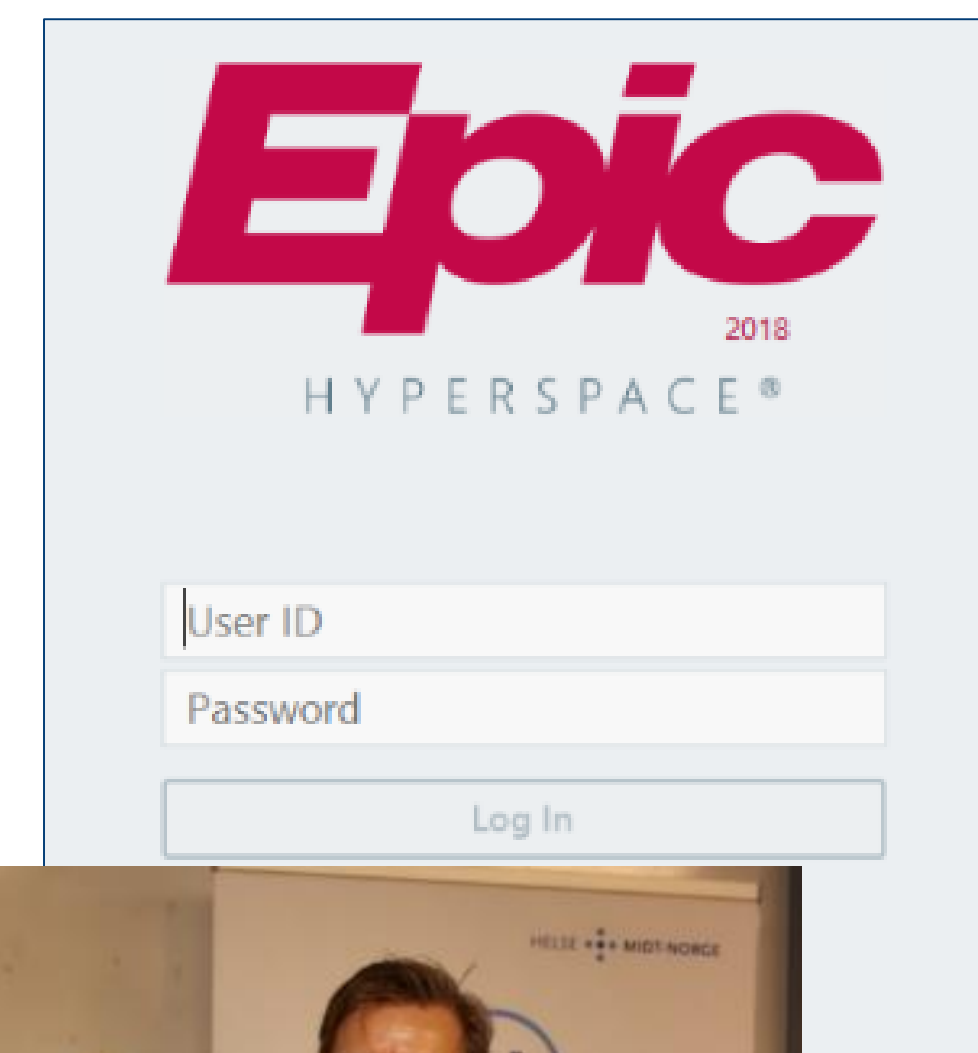 Epic
2018
HYPERSPACE®
User ID
Password
Log In
HELSE MIDT-NORGE